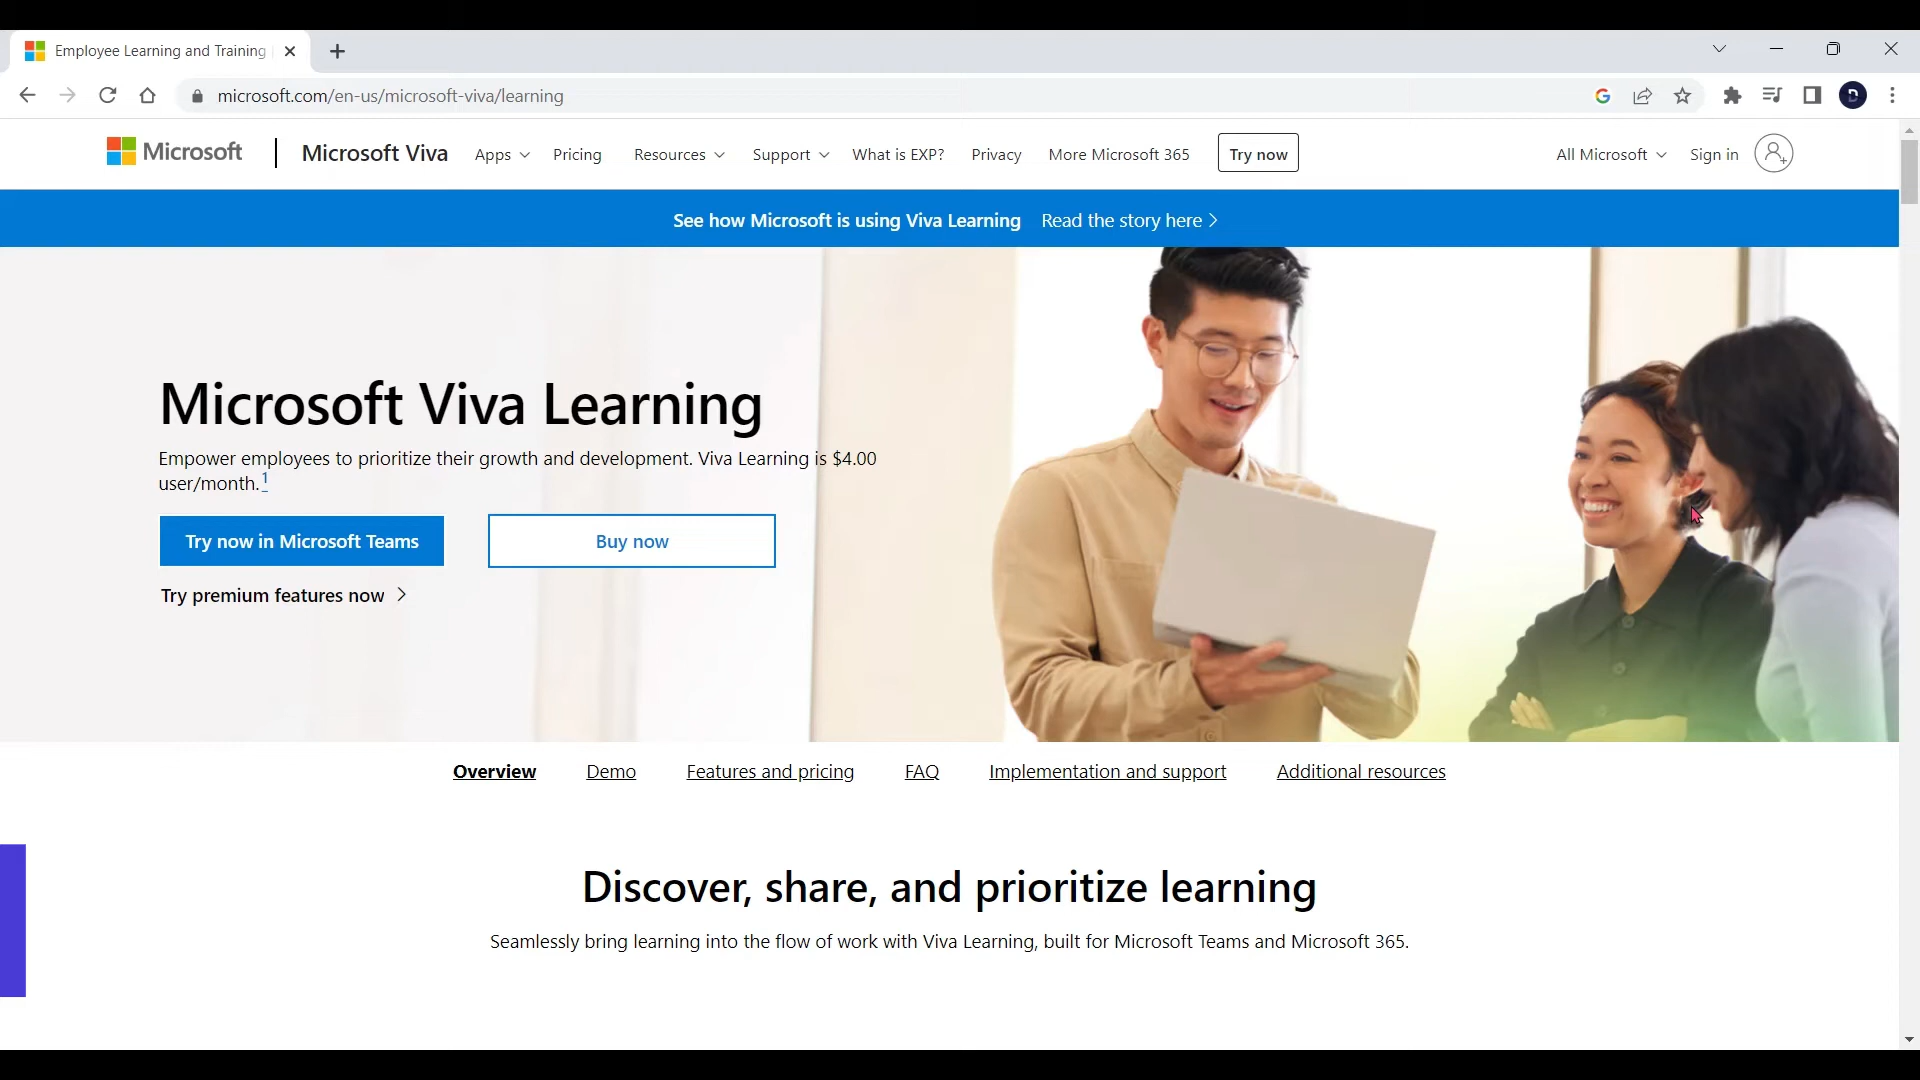 Employee Learning and Training
microsoft.com/en-us/microsoft-viva/learning
D
Microsoft
Microsoft Viva
Apps
Pricing
Resources
Support
What is EXP?
Privacy
More Microsoft 365
Try now
All Microsoft
Sign in
See how Microsoft is using Viva Learning Read the story here
Microsoft Viva Learning
Empower employees to prioritize their growth and development. Viva Learning is $4.00
user/month.1
Try now in Microsoft Teams
Buy now
Try premium features now
Overview
Demo
Features and pricing
FAQ
Implementation and support
Additional resources
Discover, share, and prioritize learning
Seamlessly bring learning into the flow of work with Viva Learning, built for Microsoft Teams and Microsoft 365.